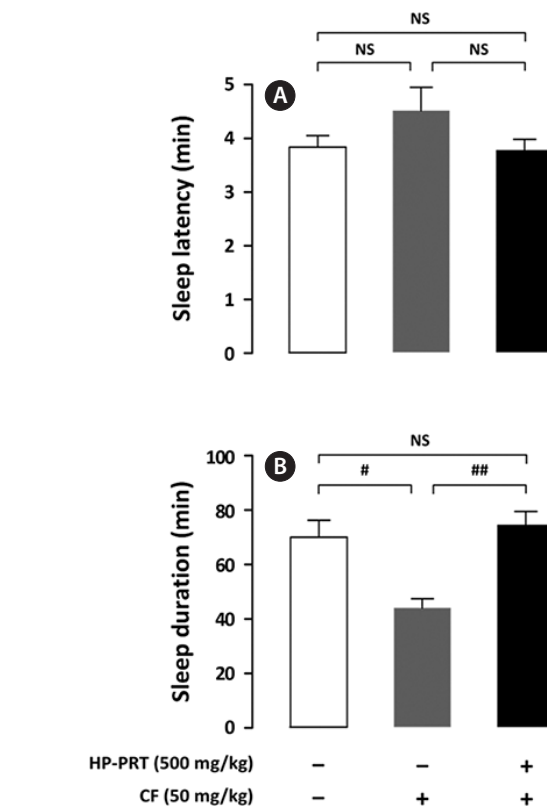 NS
NS NS
A
Sleep latency (min)
5
4
3
2
1
0
NS
# ##
B
Sleep duration (min)
100
80
60
40
20
0
HP-PRT (500 mg/kg) – – +
CF (50 mg/kg) – + +